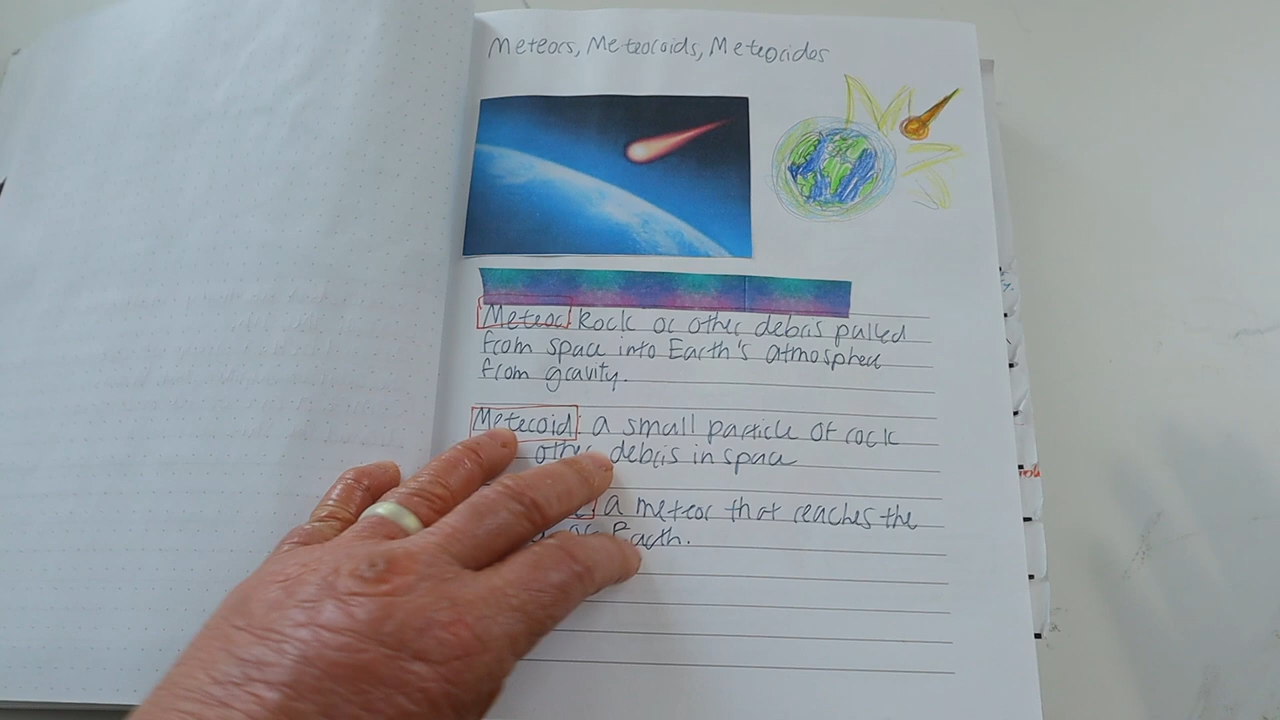 Meteors, Meteoroids, Meteorides
Meteor: Rock or other debris pulled
from space into Earth's atmosphere
from gravity.
Meteoroid: a small particle of rock
other debris in space
a meteor that reaches the
Earth.